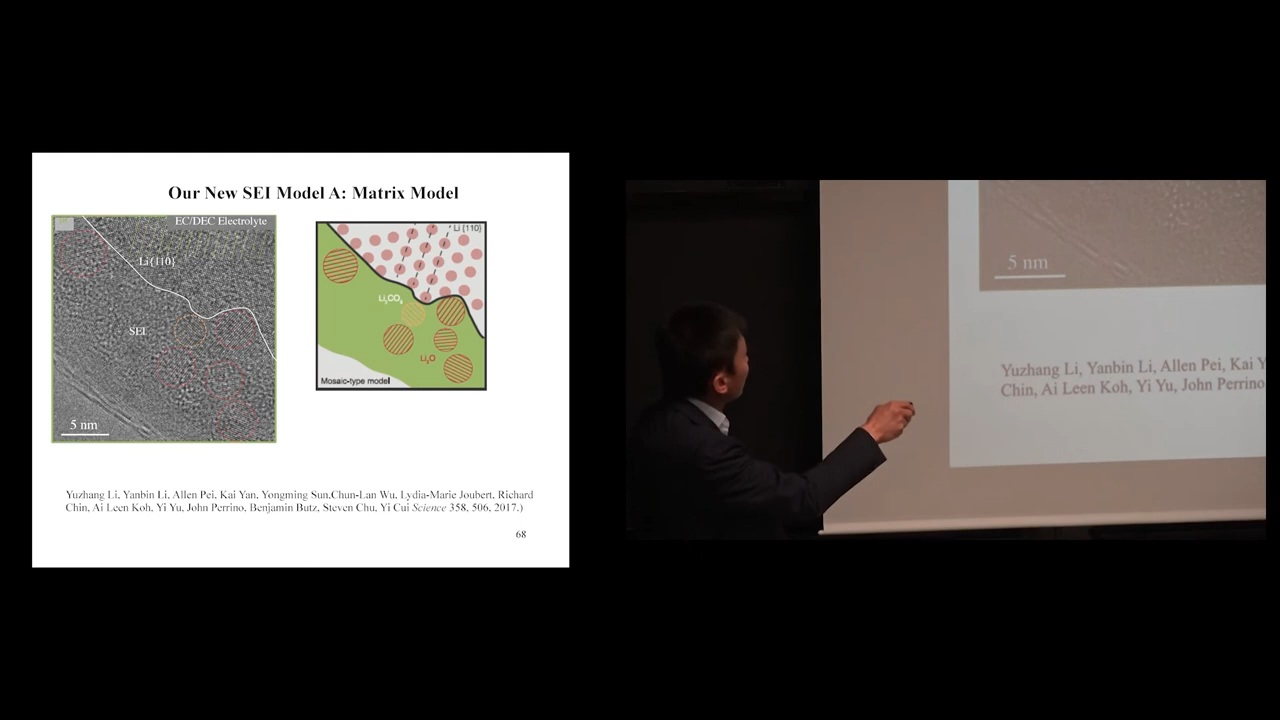 Our New SEI Model A: Matrix Model
EC/DEC Electrolyte
Li{110}
SEI
5 nm
Li {110}
Li₂CO₃
Li₂O
Mosaic-type model
Yuzhang Li, Yanbin Li, Allen Pei, Kai Yan, Yongming Sun,Chun-Lan Wu, Lydia-Marie Joubert, Richard
Chin, Ai Leen Koh, Yi Yu, John Perrino, Benjamin Butz, Steven Chu, Yi Cui Science 358, 506, 2017.)
68
5 nm
Yuzhang Li, Yanbin Li, Allen Pei, Kai Y
Chin, Ai Leen Koh, Yi Yu, John Perrino